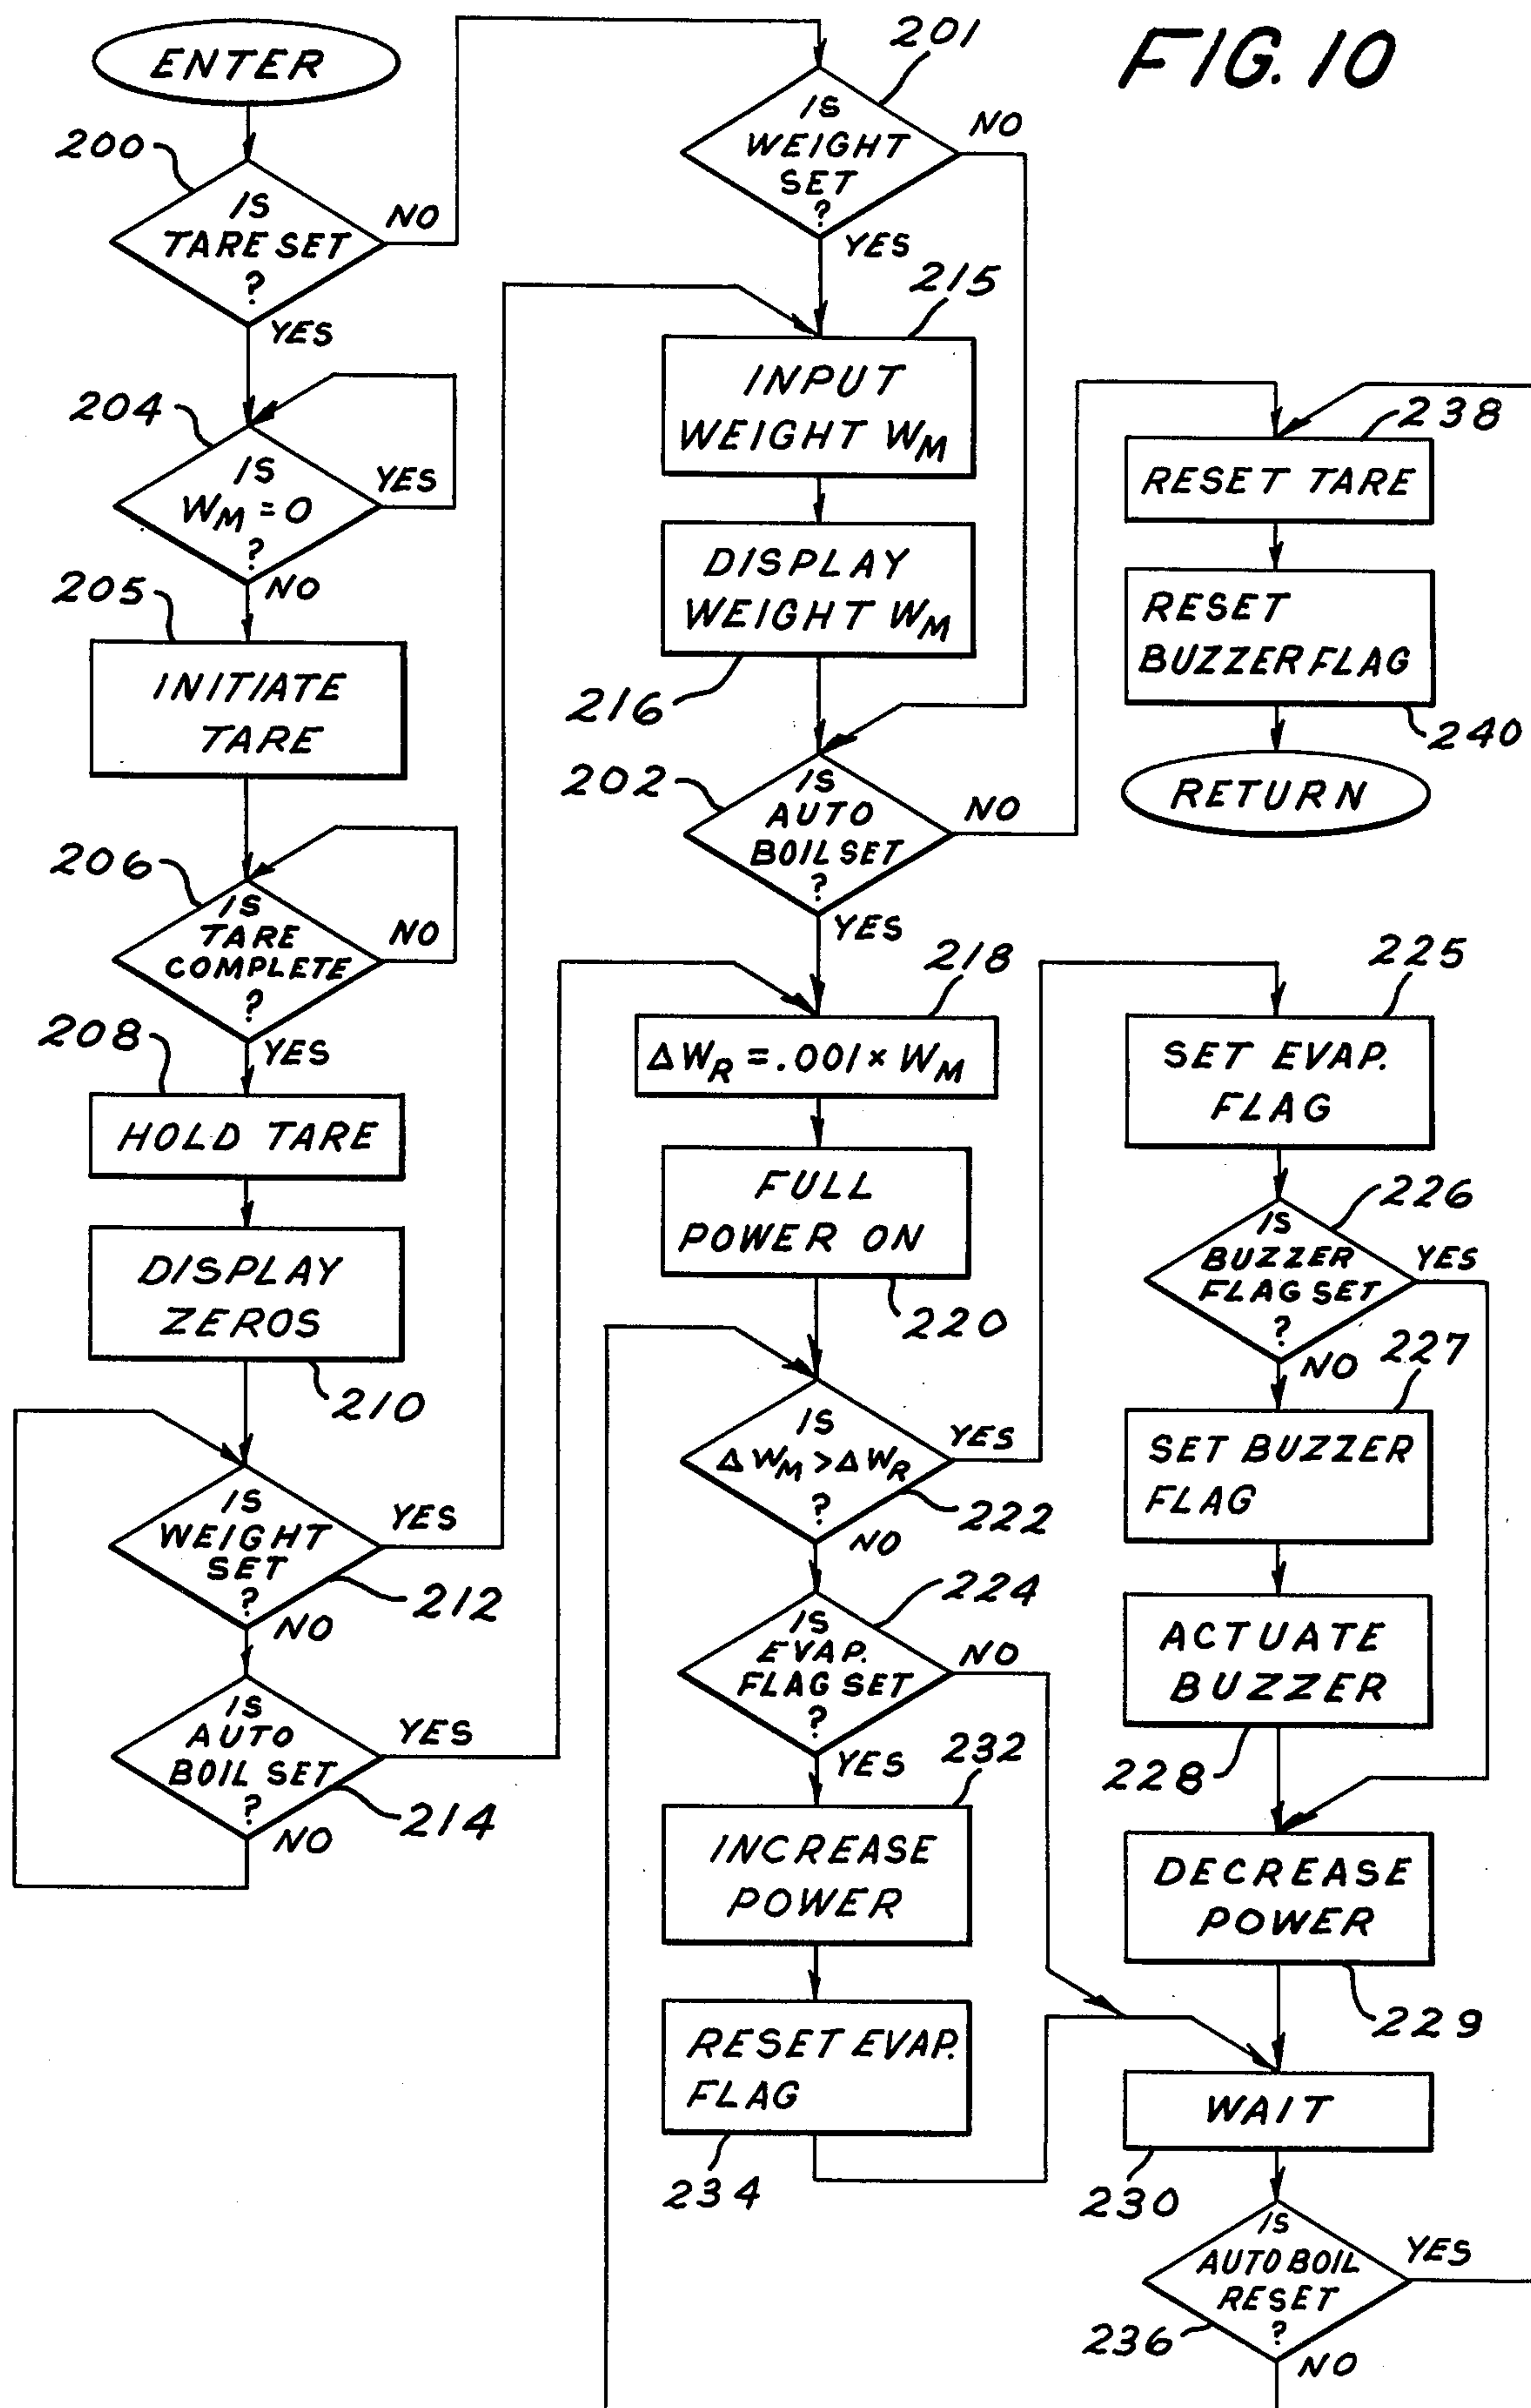 FIG. 10
ENTER
200
IS
TARE SET
?
NO
YES
204
IS
WM = 0
?
YES
NO
205
INITIATE
TARE
206
IS
TARE
COMPLETE
?
NO
YES
208
HOLD TARE
DISPLAY
ZEROS
210
IS
WEIGHT
SET
?
YES
212
NO
IS
AUTO
BOIL SET
?
YES
214
NO
201
IS
WEIGHT
SET
?
NO
YES
215
INPUT
WEIGHT WM
DISPLAY
WEIGHT WM
216
202
IS
AUTO
BOIL SET
?
NO
YES
218
ΔWR = .001 × WM
FULL
POWER ON
220
IS
ΔWM > ΔWR
?
YES
222
NO
224
IS
EVAP.
FLAG SET
?
NO
YES
232
INCREASE
POWER
RESET EVAP.
FLAG
234
238
RESET TARE
RESET
BUZZER FLAG
240
RETURN
225
SET EVAP.
FLAG
226
IS
BUZZER
FLAG SET
?
YES
NO
227
SET BUZZER
FLAG
ACTUATE
BUZZER
228
DECREASE
POWER
229
WAIT
230
IS
AUTO BOIL
RESET
?
YES
236
NO